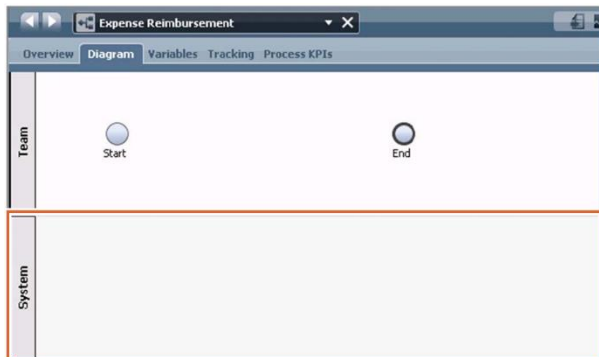 Expense Reimbursement
Overview Diagram Variables Tracking Process KPIs
Team
Start
End
System